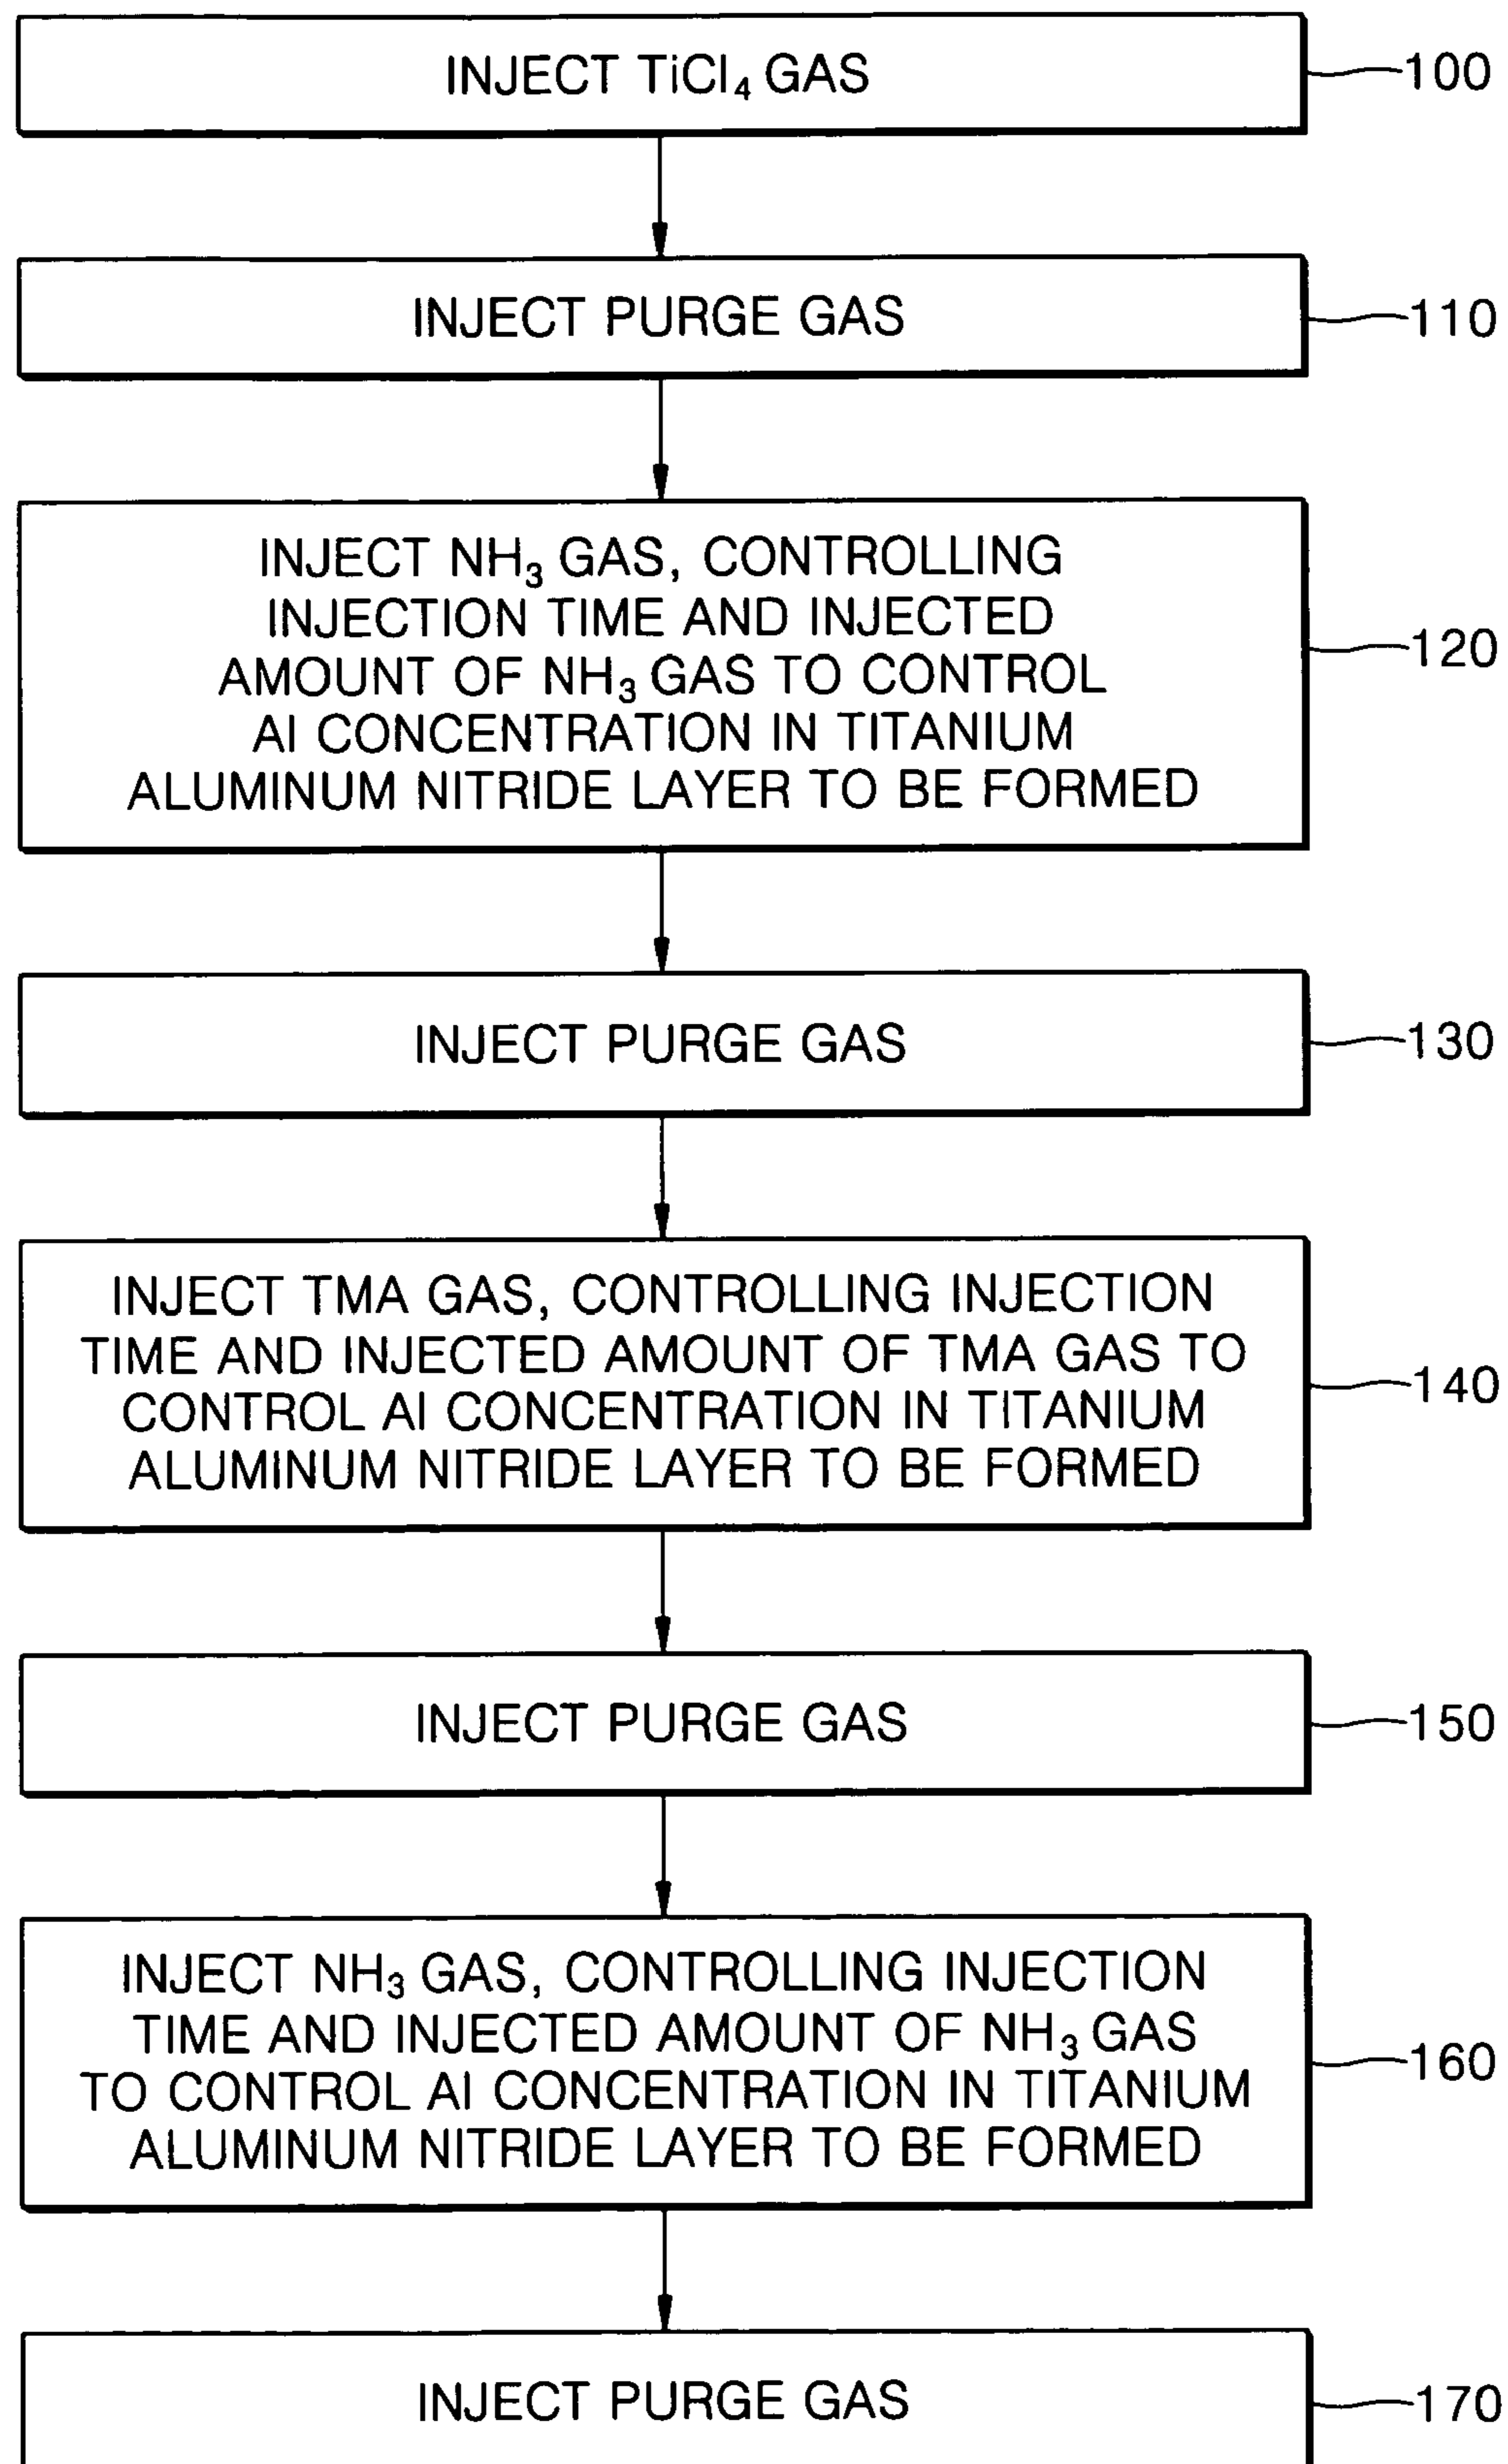 INJECT TiCl₄ GAS
100
INJECT PURGE GAS
110
INJECT NH₃ GAS, CONTROLLING
INJECTION TIME AND INJECTED
AMOUNT OF NH₃ GAS TO CONTROL
Al CONCENTRATION IN TITANIUM
ALUMINUM NITRIDE LAYER TO BE FORMED
120
INJECT PURGE GAS
130
INJECT TMA GAS, CONTROLLING INJECTION
TIME AND INJECTED AMOUNT OF TMA GAS TO
CONTROL Al CONCENTRATION IN TITANIUM
ALUMINUM NITRIDE LAYER TO BE FORMED
140
INJECT PURGE GAS
150
INJECT NH₃ GAS, CONTROLLING INJECTION
TIME AND INJECTED AMOUNT OF NH₃ GAS
TO CONTROL Al CONCENTRATION IN TITANIUM
ALUMINUM NITRIDE LAYER TO BE FORMED
160
INJECT PURGE GAS
170